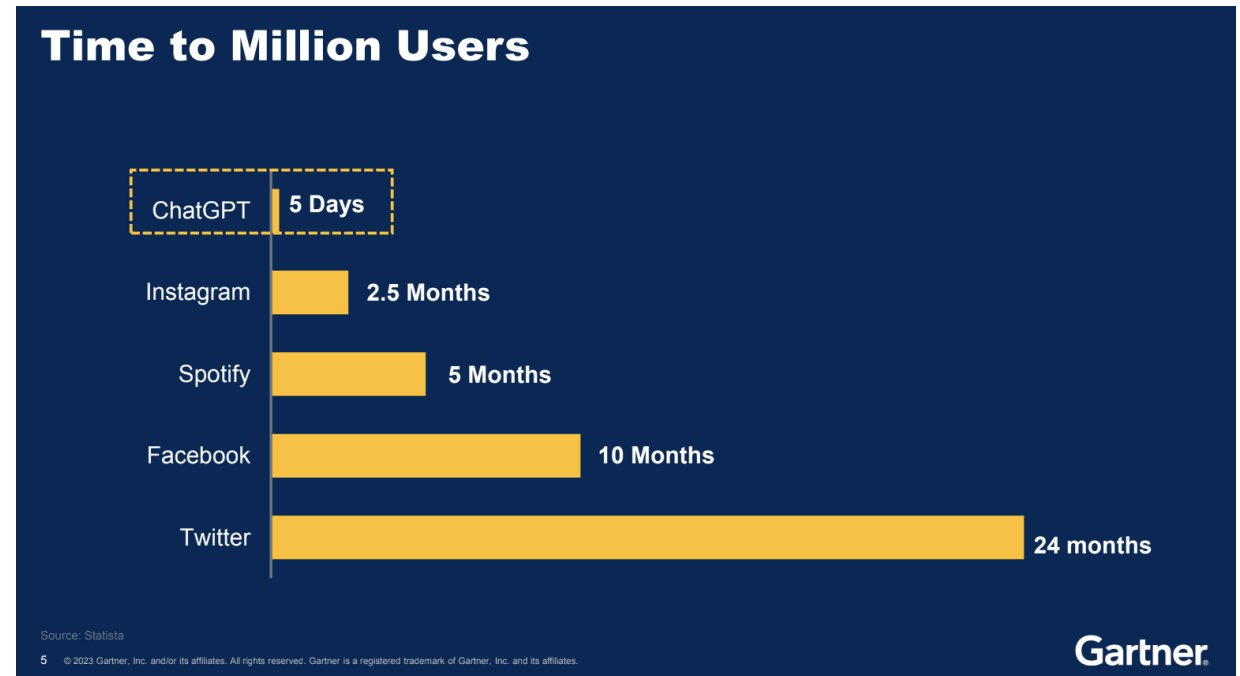 Time to Million Users
ChatGPT 5 Days
Instagram 2.5 Months
Spotify 5 Months
Facebook 10 Months
Twitter 24 months
Source: Statista
5 © 2023 Gartner, Inc. and/or its affiliates. All rights reserved. Gartner is a registered trademark of Gartner, Inc. and its affiliates.
Gartner®